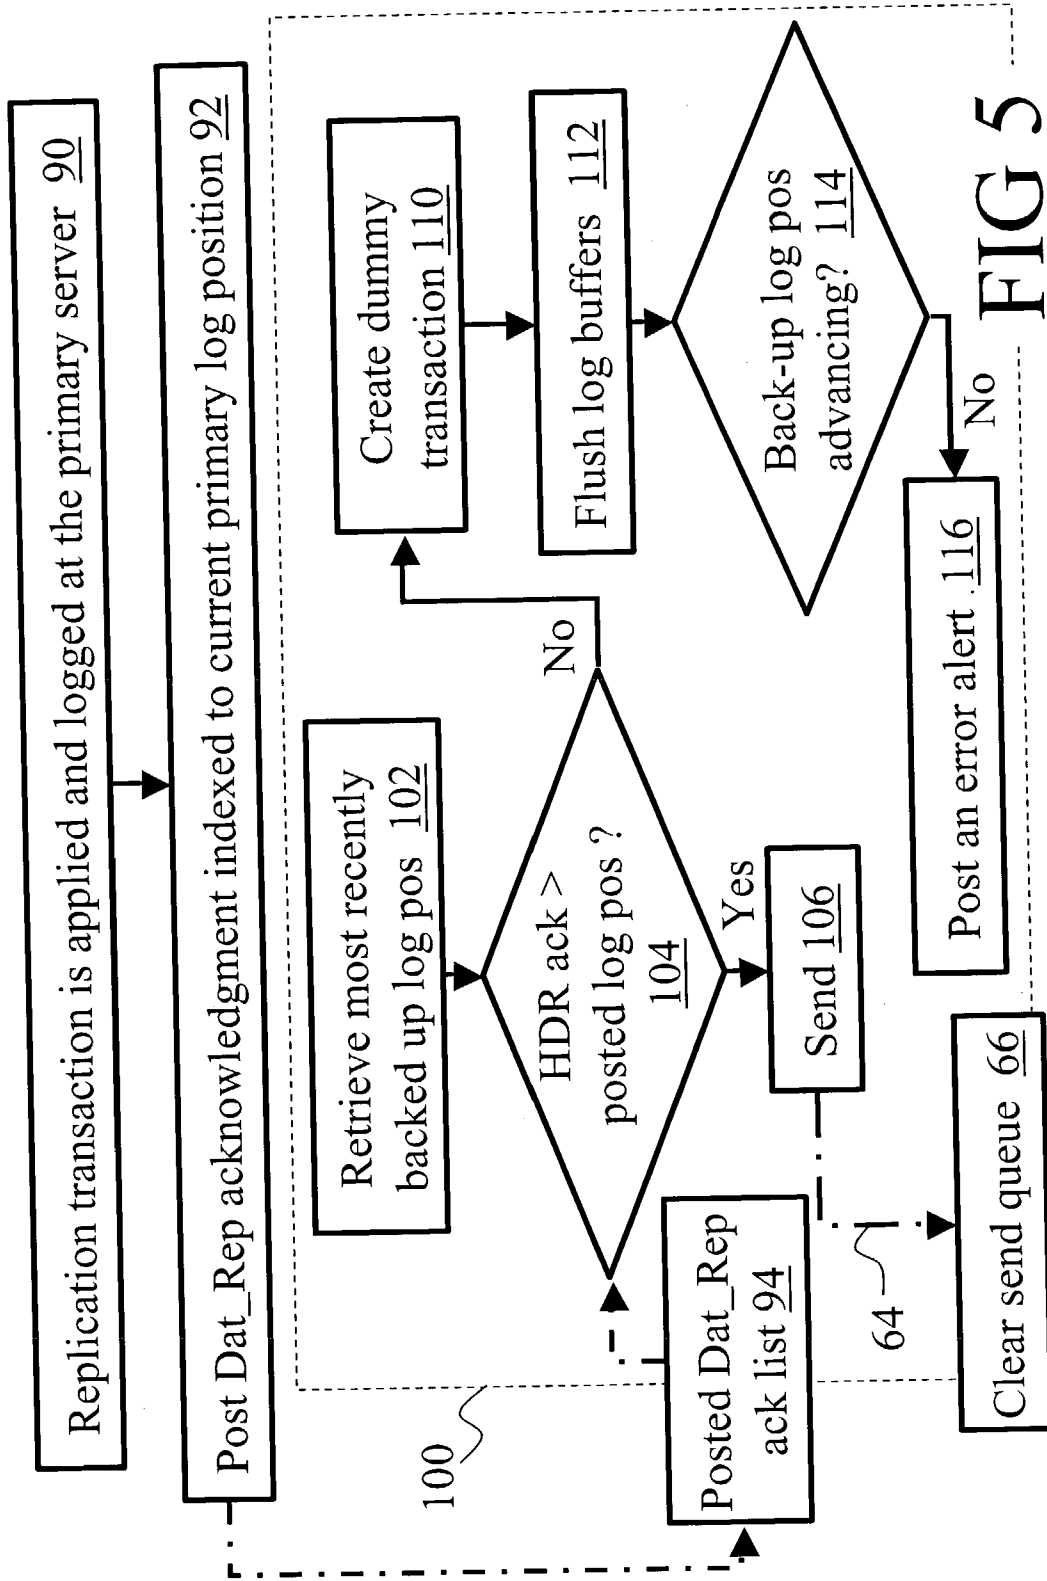 Replication transaction is applied and logged at the primary server 90
Post Dat_Rep acknowledgment indexed to current primary log position 92
100
Retrieve most recently
backed up log pos 102
HDR ack >
posted log pos ?
104
No
Yes
Send 106
Posted Dat_Rep
ack list 94
64
Clear send queue 66
Create dummy
transaction 110
Flush log buffers 112
Back-up log pos
advancing? 114
No
Post an error alert 116
FIG 5